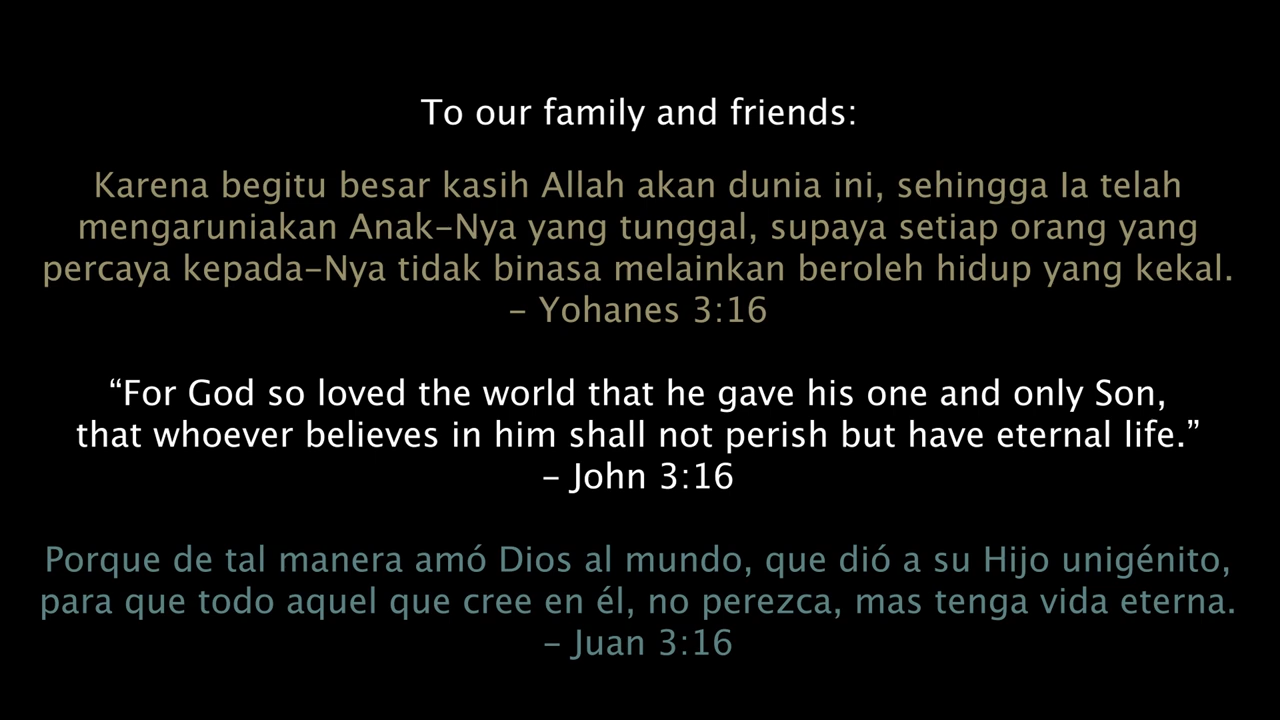 To our family and friends:
Karena begitu besar kasih Allah akan dunia ini, sehingga Ia telah
mengaruniakan Anak-Nya yang tunggal, supaya setiap orang yang
percaya kepada-Nya tidak binasa melainkan beroleh hidup yang kekal.
- Yohanes 3:16
“For God so loved the world that he gave his one and only Son,
that whoever believes in him shall not perish but have eternal life.”
- John 3:16
Porque de tal manera amó Dios al mundo, que dió a su Hijo unigénito,
para que todo aquel que cree en él, no perezca, mas tenga vida eterna.
- Juan 3:16